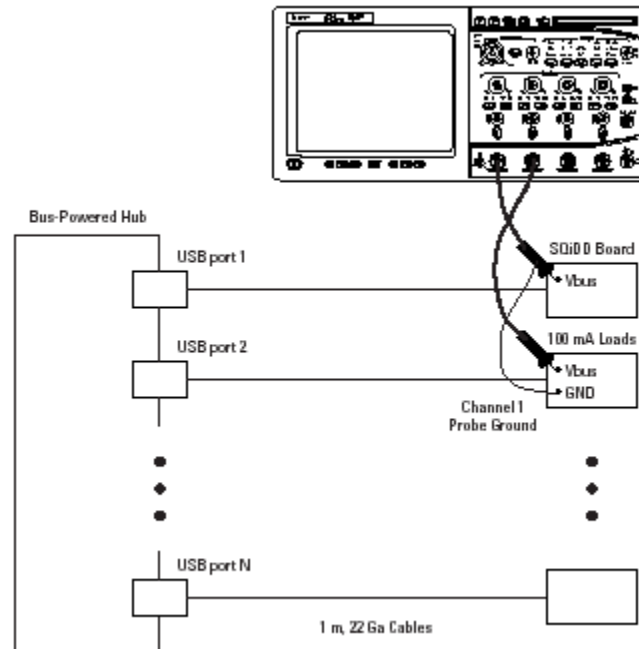 Bus-Powered Hub
USB port 1
SQiDD Board
Vbus
USB port 2
100 mA Loads
Vbus
GND
Channel 1
Probe Ground
USB port N
1 m, 22 Ga Cables